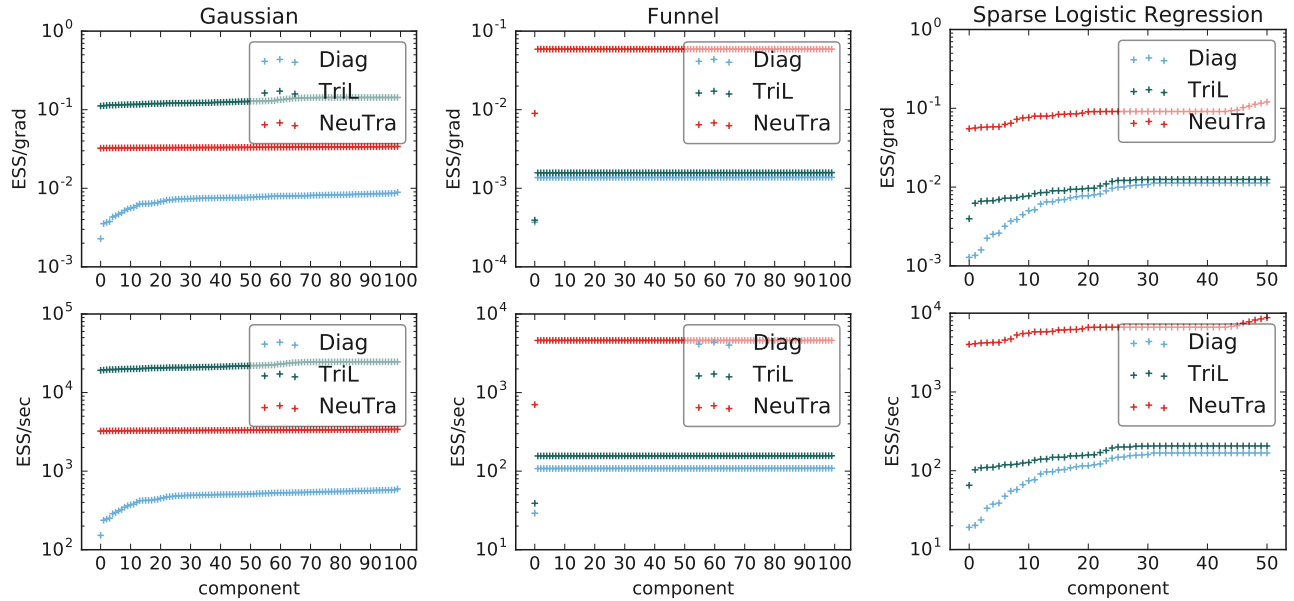 Gaussian
ESS/grad
10^0
10^-1
10^-2
10^-3
Diag
TriL
NeuTra
0 10 20 30 40 50 60 70 80 90 100
Funnel
ESS/grad
10^-1
10^-2
10^-3
10^-4
Diag
TriL
NeuTra
0 10 20 30 40 50 60 70 80 90 100
Sparse Logistic Regression
ESS/grad
10^0
10^-1
10^-2
10^-3
Diag
TriL
NeuTra
0 10 20 30 40 50
ESS/sec
10^5
10^4
10^3
10^2
Diag
TriL
NeuTra
0 10 20 30 40 50 60 70 80 90 100
component
ESS/sec
10^4
10^3
10^2
10^1
Diag
TriL
NeuTra
0 10 20 30 40 50 60 70 80 90 100
component
ESS/sec
10^4
10^3
10^2
10^1
Diag
TriL
NeuTra
0 10 20 30 40 50
component